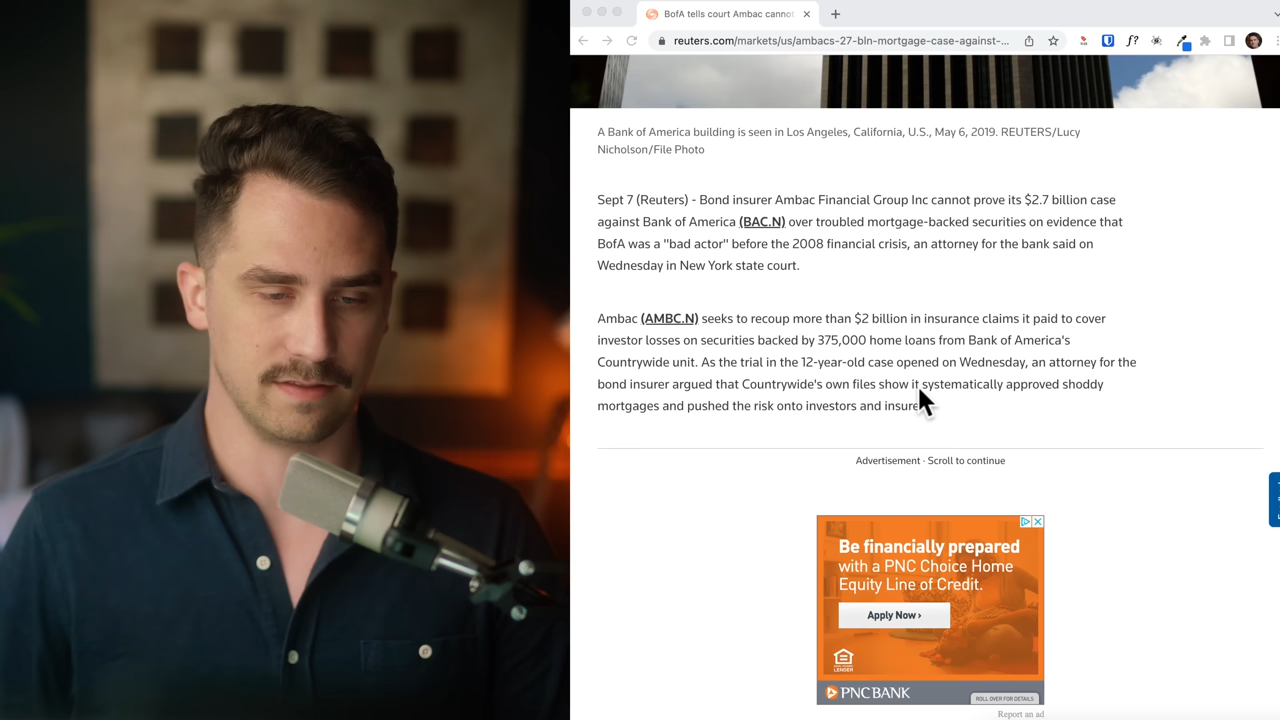 BofA tells court Ambac cannot
reuters.com/markets/us/ambacs-27-bln-mortgage-case-against-...
f?
A Bank of America building is seen in Los Angeles, California, U.S., May 6, 2019. REUTERS/Lucy
Nicholson/File Photo
Sept 7 (Reuters) - Bond insurer Ambac Financial Group Inc cannot prove its $2.7 billion case
against Bank of America (BAC.N) over troubled mortgage-backed securities on evidence that
BofA was a "bad actor" before the 2008 financial crisis, an attorney for the bank said on
Wednesday in New York state court.
Ambac (AMBC.N) seeks to recoup more than $2 billion in insurance claims it paid to cover
investor losses on securities backed by 375,000 home loans from Bank of America's
Countrywide unit. As the trial in the 12-year-old case opened on Wednesday, an attorney for the
bond insurer argued that Countrywide's own files show it systematically approved shoddy
mortgages and pushed the risk onto investors and insure
Advertisement · Scroll to continue
Be financially prepared
with a PNC Choice Home
Equity Line of Credit.
Apply Now ›
PNC BANK
ROLL OVER FOR DETAILS
Report an ad